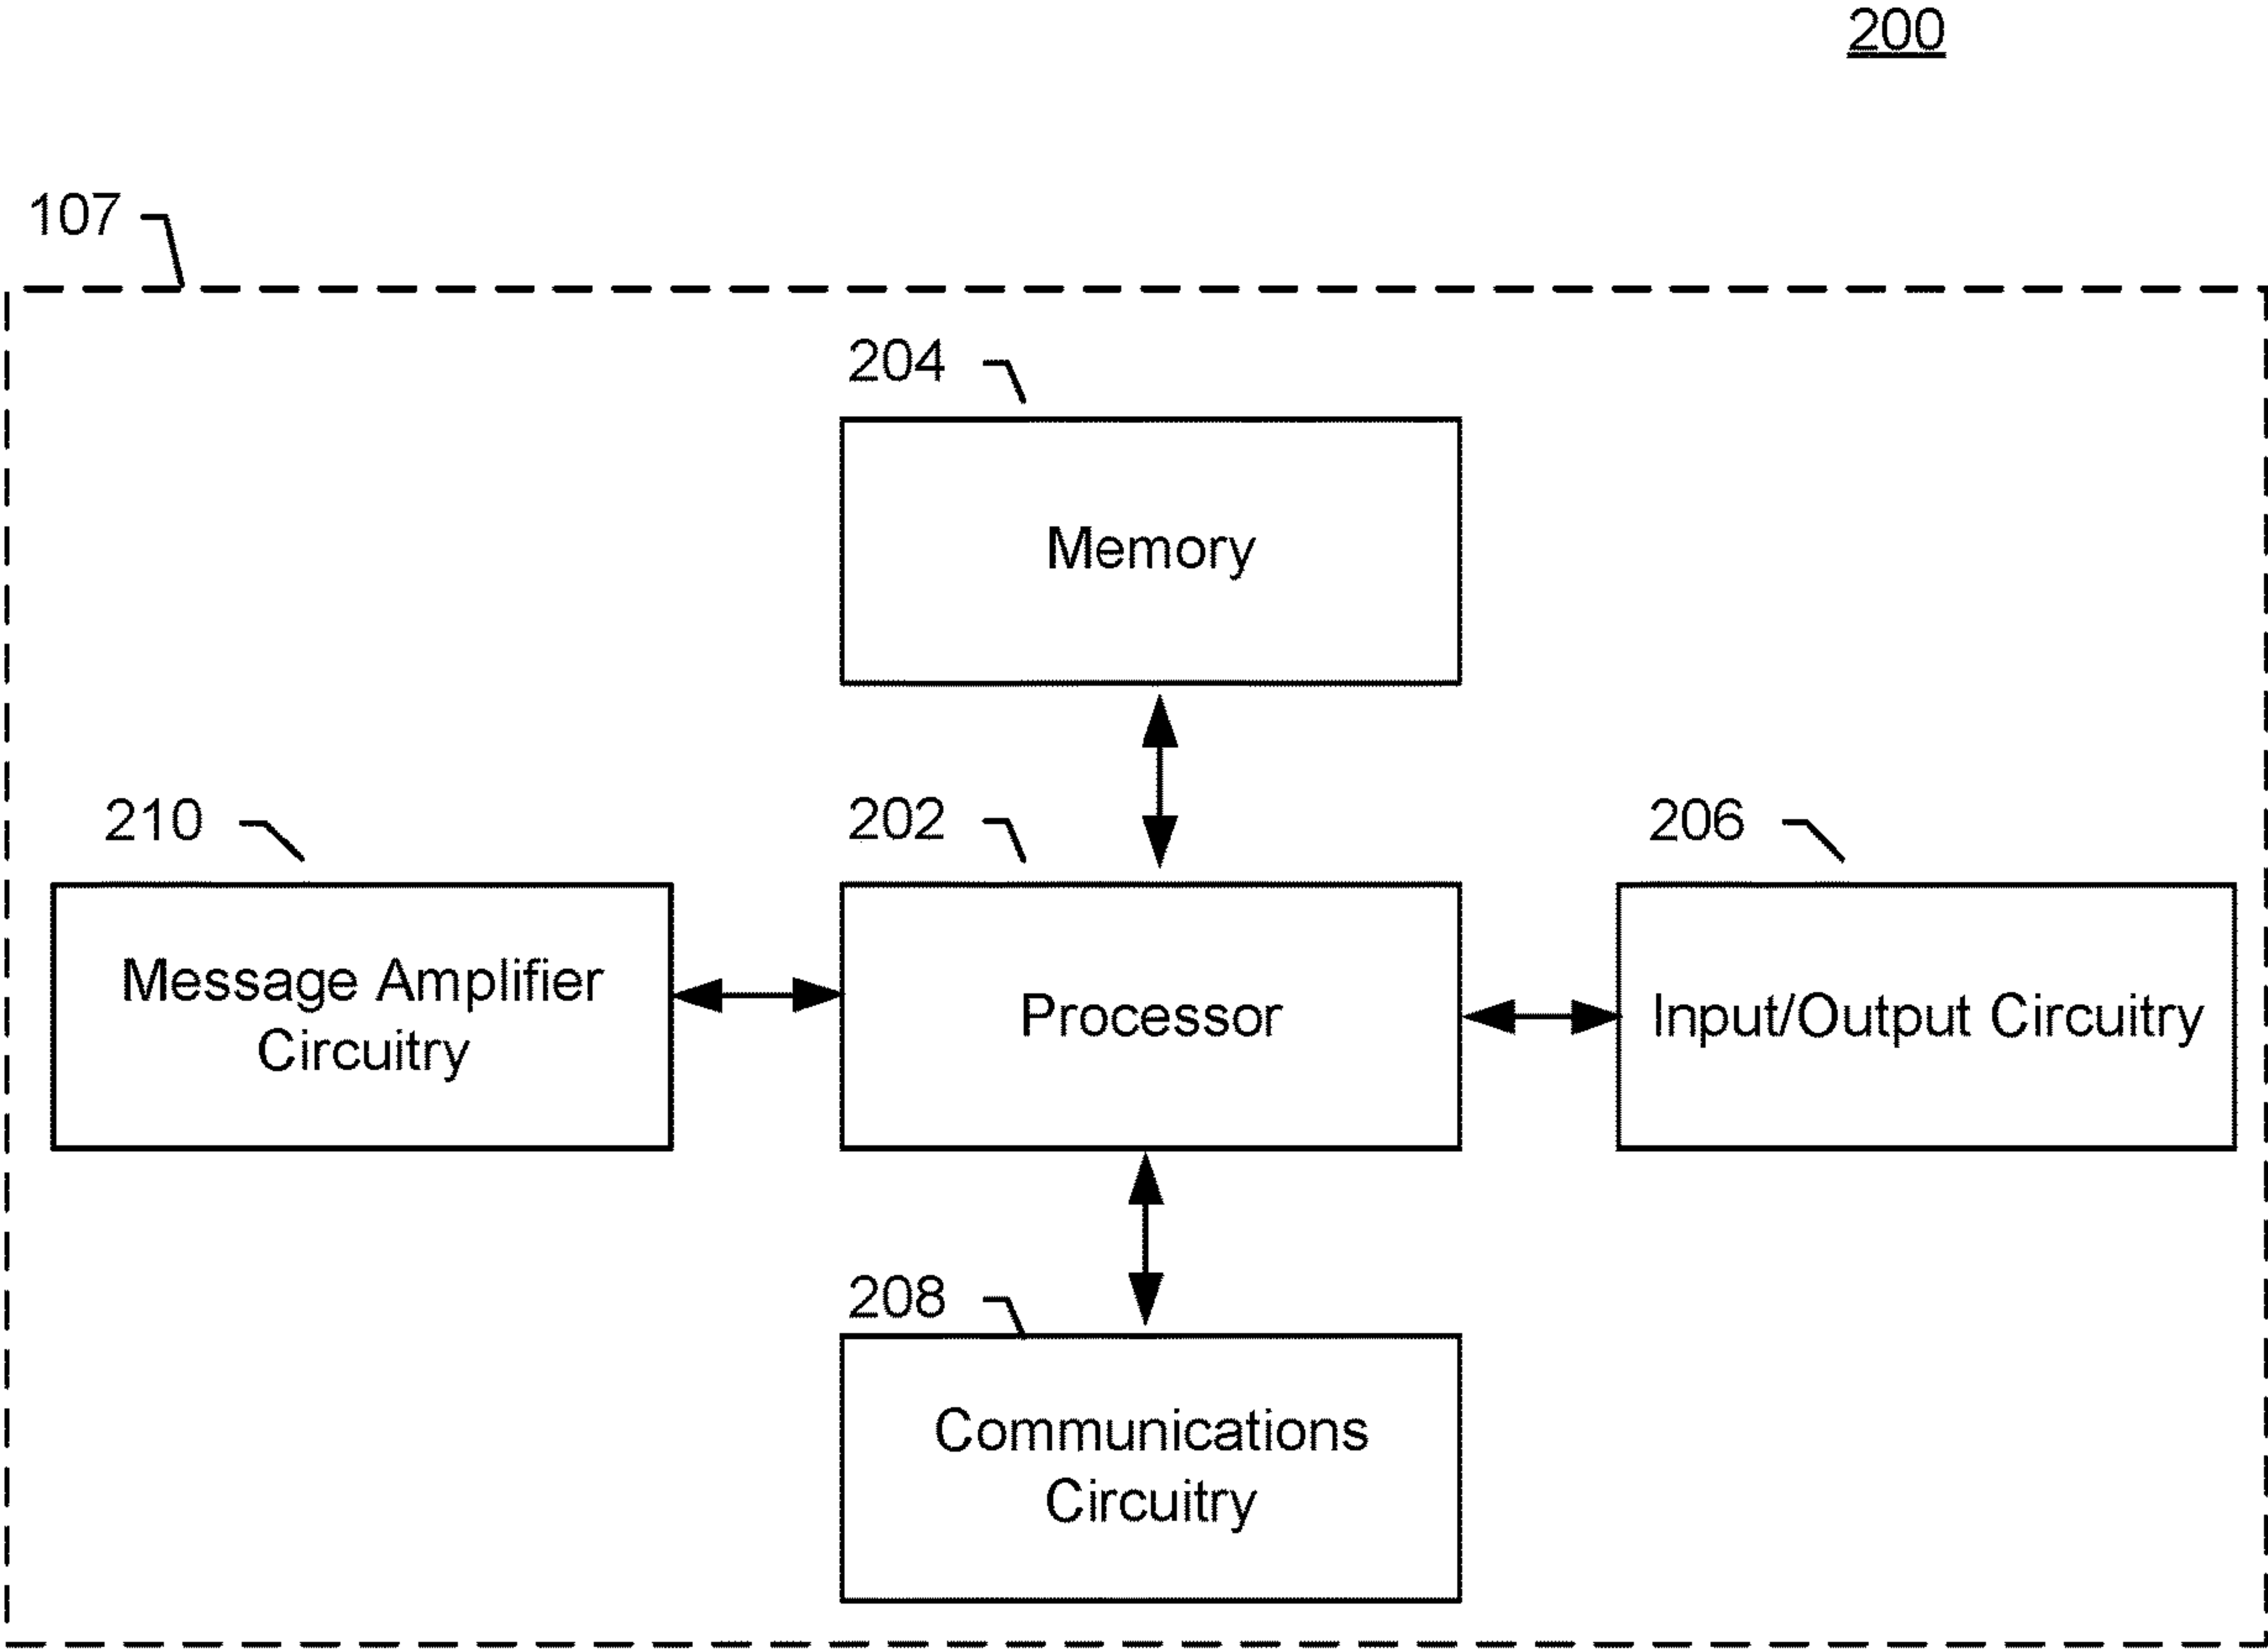 200
107
204
Memory
210
202
206
Message Amplifier
Circuitry
Processor
Input/Output Circuitry
208
Communications
Circuitry